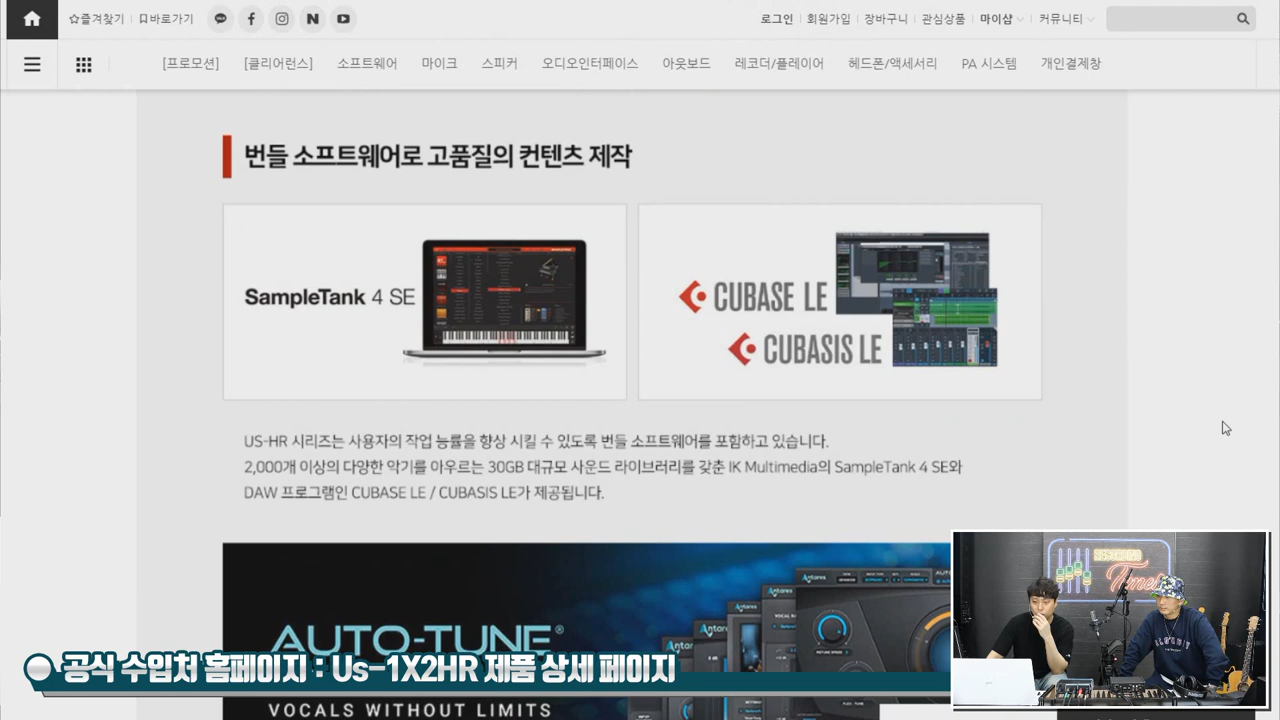 ☆즐겨찾기 바로가기
로그인 회원가입 장바구니 관심상품 마이샵 커뮤니티
[프로모션] [클리어런스] 소프트웨어 마이크 스피커 오디오인터페이스 아웃보드 레코더/플레이어 헤드폰/액세서리 PA 시스템 개인결제창
번들 소프트웨어로 고품질의 컨텐츠 제작
SampleTank 4 SE
CUBASE LE
CUBASIS LE
US-HR 시리즈는 사용자의 작업 능률을 향상 시킬 수 있도록 번들 소프트웨어를 포함하고 있습니다.
2,000개 이상의 다양한 악기를 아우르는 30GB 대규모 사운드 라이브러리를 갖춘 IK Multimedia의 SampleTank 4 SE와
DAW 프로그램인 CUBASE LE / CUBASIS LE가 제공됩니다.
AUTO-TUNE®
공식 수입처 홈페이지 : Us-1X2HR 제품 상세 페이지
VOCALS WITHOUT LIMITS
Antares
Antares
Times